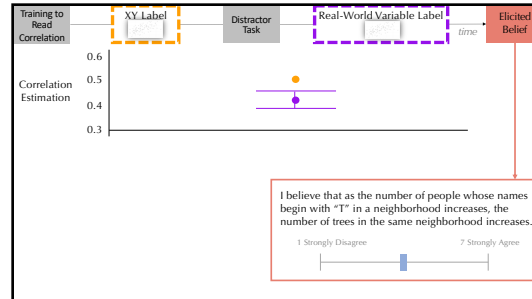 Training to
Read
Correlation
XY Label
Distractor
Task
Real-World Variable Label
time
Elicited
Belief
0.6
0.5
0.4
0.3
Correlation
Estimation
I believe that as the number of people whose names
begin with “T” in a neighborhood increases, the
number of trees in the same neighborhood increases.
1 Strongly Disagree
7 Strongly Agree